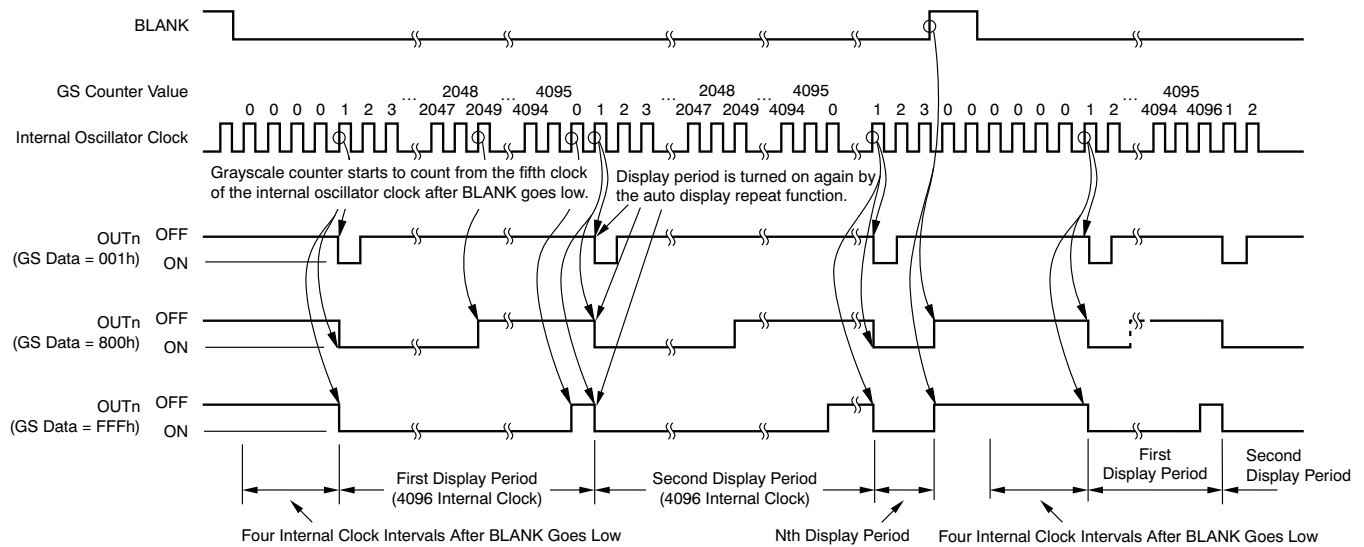 BLANK
GS Counter Value
... 2048 ... 4095 ... 2048 ... 4095 ... 4095
0 0 0 0 1 2 3 2047 2049 4094 0 1 2 3 2047 2049 4094 0 1 2 3 0 0 0 0 0 0 1 2 4094 4096 1 2
Internal Oscillator Clock
Grayscale counter starts to count from the fifth clock
of the internal oscillator clock after BLANK goes low.
Display period is turned on again by
the auto display repeat function.
OUTn
(GS Data = 001h)
OFF
ON
OUTn
(GS Data = 800h)
OFF
ON
OUTn
(GS Data = FFFh)
OFF
ON
First Display Period
(4096 Internal Clock)
Second Display Period
(4096 Internal Clock)
First
Display Period
Second
Display Period
Four Internal Clock Intervals After BLANK Goes Low
Nth Display Period
Four Internal Clock Intervals After BLANK Goes Low